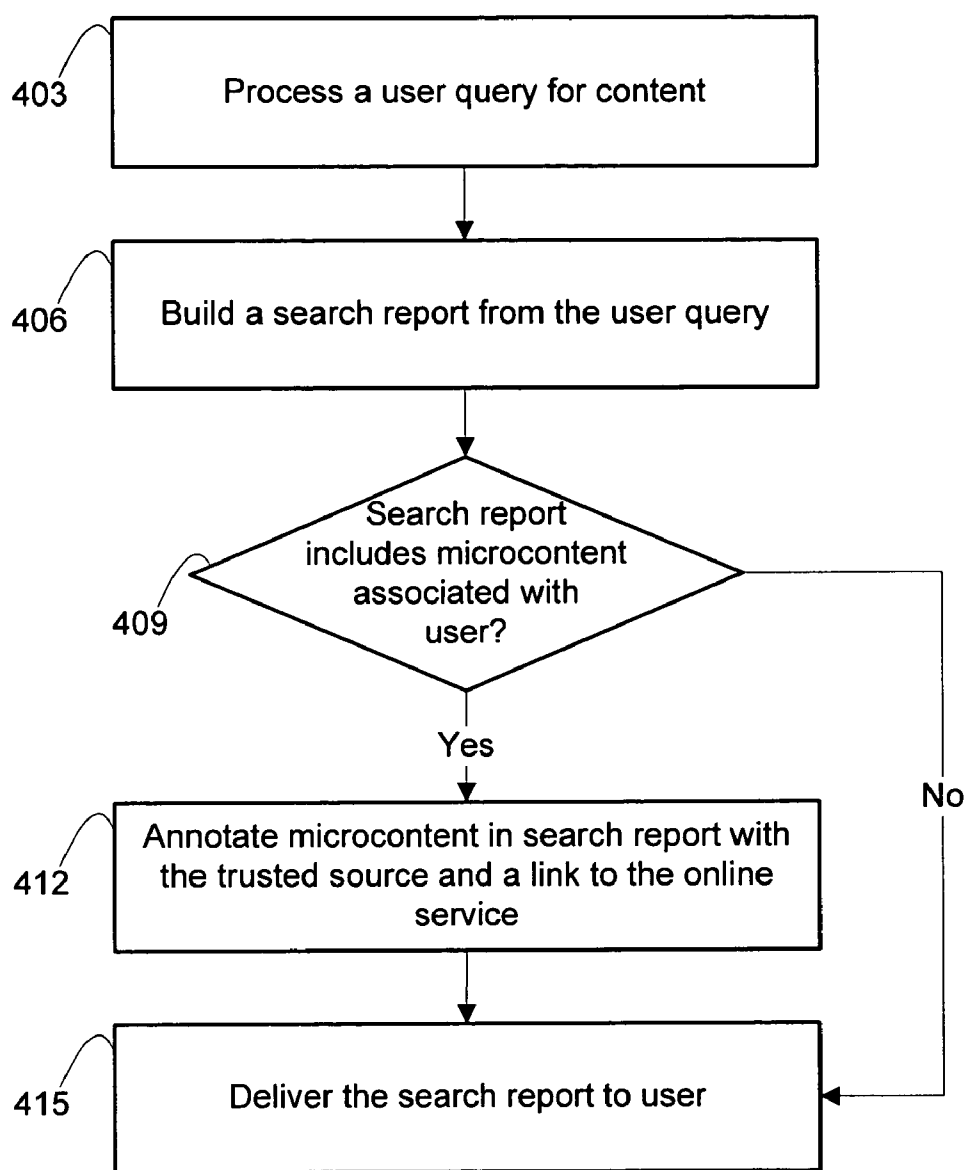 403
Process a user query for content
406
Build a search report from the user query
409
Search report
includes microcontent
associated with
user?
Yes
No
412
Annotate microcontent in search report with
the trusted source and a link to the online
service
415
Deliver the search report to user